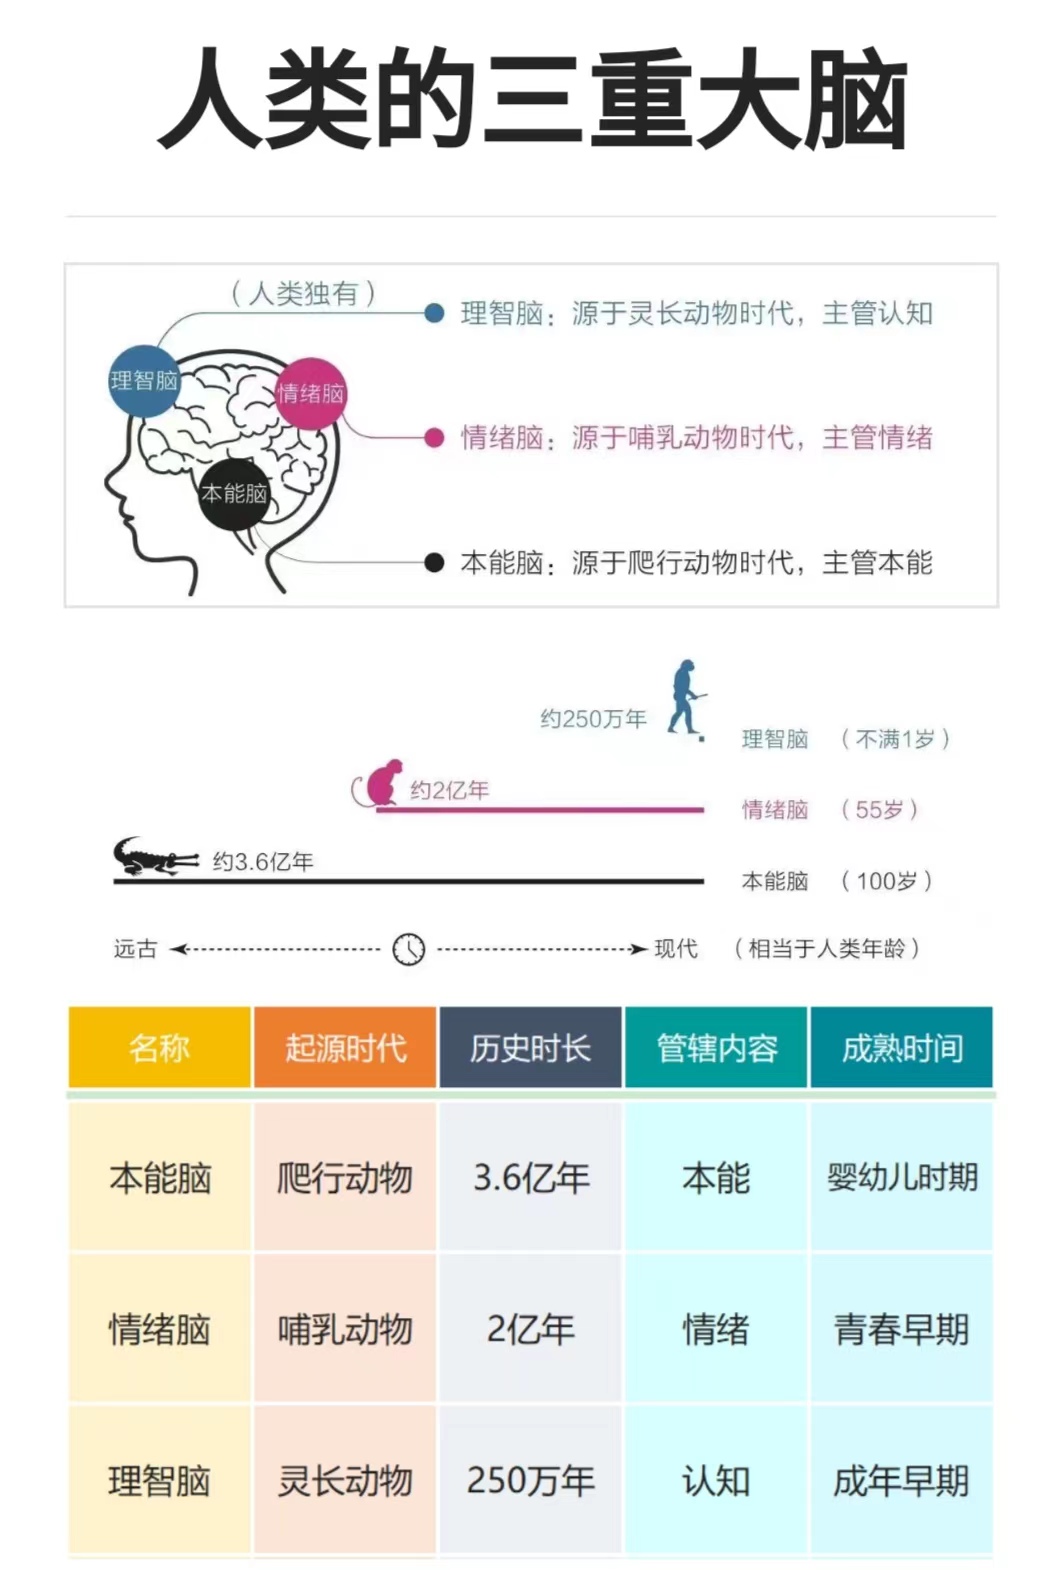 人类的三重大脑
（人类独有）
理智脑：源于灵长动物时代，主管认知
理智脑
情绪脑
情绪脑：源于哺乳动物时代，主管情绪
本能脑
本能脑：源于爬行动物时代，主管本能
约250万年
理智脑 （不满1岁）
约2亿年
情绪脑 （55岁）
约3.6亿年
本能脑 （100岁）
远古 现代 （相当于人类年龄）
名称 起源时代 历史时长 管辖内容 成熟时间
本能脑 爬行动物 3.6亿年 本能 婴幼儿时期
情绪脑 哺乳动物 2亿年 情绪 青春早期
理智脑 灵长动物 250万年 认知 成年早期